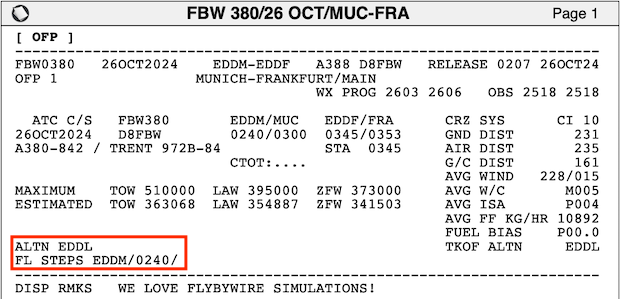 FBW 380/26 OCT/MUC-FRA Page 1
[ OFP ]
FBW0380 26OCT2024 EDDM-EDDF A388 D8FBW RELEASE 0207 26OCT24
OFP 1 MUNICH-FRANKFURT/MAIN
WX PROG 2603 2606 OBS 2518 2518
ATC C/S FBW380 EDDM/MUC EDDF/FRA CRZ SYS CI 10
26OCT2024 D8FBW 0240/0300 0345/0353 GND DIST 231
A380-842 / TRENT 972B-84 STA 0345 AIR DIST 235
CTOT:.... G/C DIST 161
AVG WIND 228/015
MAXIMUM TOW 510000 LAW 395000 ZFW 373000 AVG W/C M005
ESTIMATED TOW 363068 LAW 354887 ZFW 341503 AVG ISA P004
AVG FF KG/HR 10892
FUEL BIAS P00.0
ALTN EDDL TKOF ALTN EDDL
FL STEPS EDDM/0240/
DISP RMKS WE LOVE FLYBYWIRE SIMULATIONS!